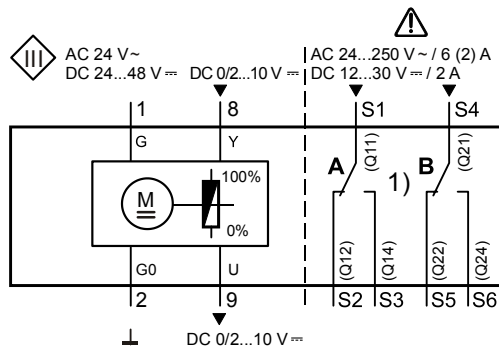 III
AC 24 V~
DC 24...48 V ⎓
DC 0/2...10 V ⎓
AC 24...250 V~ / 6 (2) A
DC 12...30 V ⎓ / 2 A
1
8
S1
S4
G
Y
(Q11)
(Q21)
100%
M
0%
A
1)
B
G0
U
(Q12)
(Q14)
(Q22)
(Q24)
2
9
S2
S3
S5
S6
DC 0/2...10 V ⎓